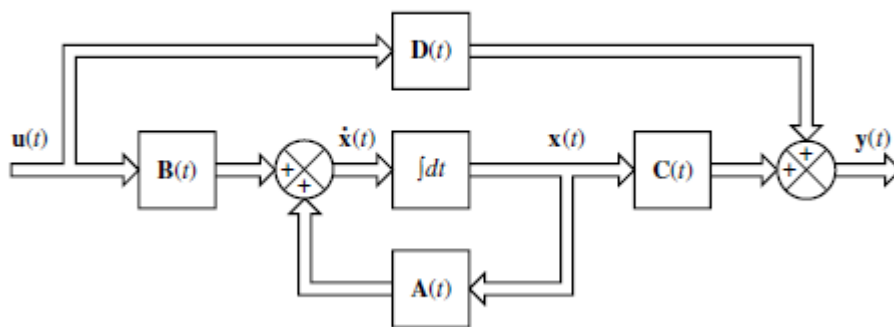 D(t)
u(t)
B(t)
+
+
ẋ(t)
∫dt
x(t)
C(t)
+
+
y(t)
A(t)